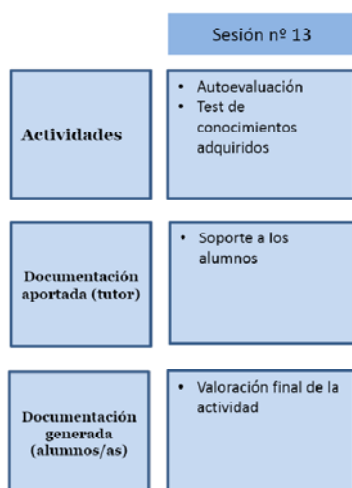 Sesión nº 13
Actividades
• Autoevaluación
• Test de
conocimientos
adquiridos
Documentación
aportada (tutor)
• Soporte a los
alumnos
Documentación
generada
(alumnos/as)
• Valoración final de la
actividad